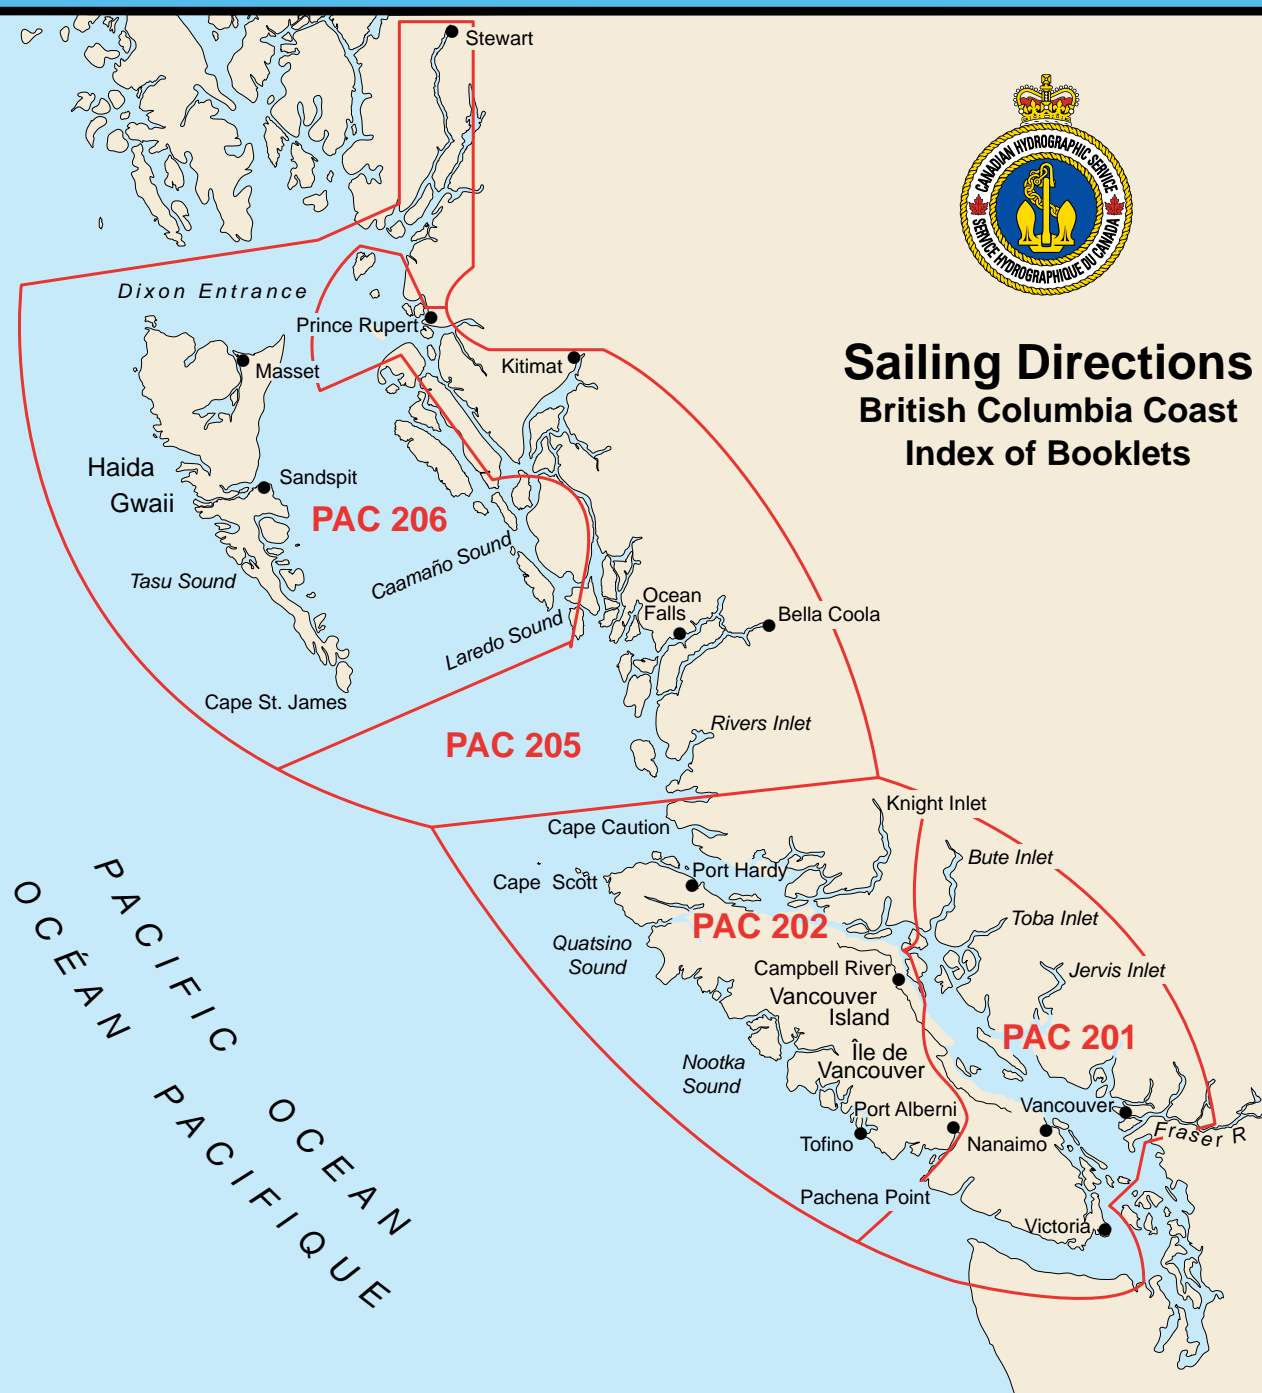 Stewart
CANADIAN HYDROGRAPHIC SERVICE
SERVICE HYDROGRAPHIQUE DU CANADA
Sailing Directions
British Columbia Coast
Index of Booklets
Dixon Entrance
Prince Rupert
Masset
Kitimat
Haida
Gwaii
Sandspit
PAC 206
Tasu Sound
Caamaño Sound
Ocean
Falls
Bella Coola
Laredo Sound
Cape St. James
PAC 205
Rivers Inlet
Knight Inlet
Cape Caution
Bute Inlet
Port Hardy
Cape Scott
PAC 202
Toba Inlet
Quatsino
Sound
Campbell River
Jervis Inlet
Vancouver
Island
PAC 201
Île de
Vancouver
Nootka
Sound
Port Alberni
Vancouver
Tofino
Nanaimo
Fraser R
Pachena Point
Victoria
PACIFIC OCEAN
OCÉAN PACIFIQUE